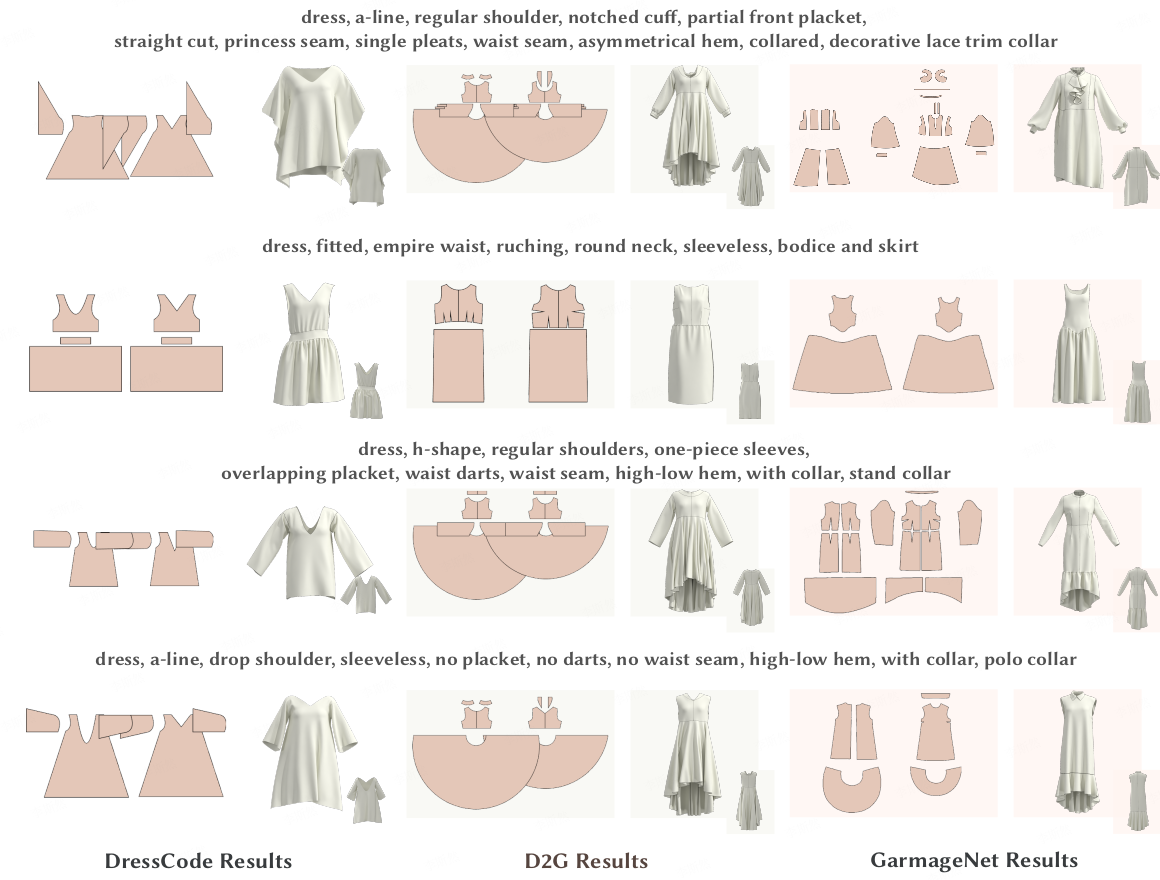 dress, a-line, regular shoulder, notched cuff, partial front placket,
straight cut, princess seam, single pleats, waist seam, asymmetrical hem, collared, decorative lace trim collar
dress, fitted, empire waist, ruching, round neck, sleeveless, bodice and skirt
dress, h-shape, regular shoulders, one-piece sleeves,
overlapping placket, waist darts, waist seam, high-low hem, with collar, stand collar
dress, a-line, drop shoulder, sleeveless, no placket, no darts, no waist seam, high-low hem, with collar, polo collar
DressCode Results
D2G Results
GarmageNet Results